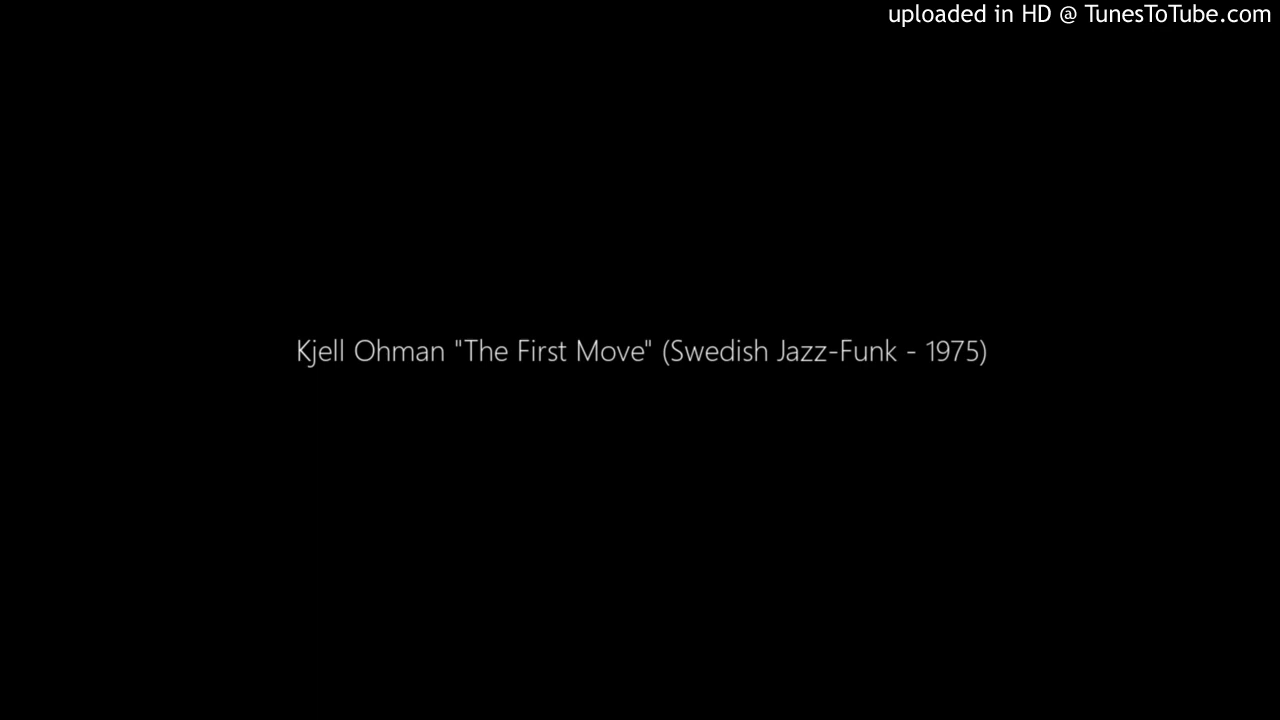 uploaded in HD @ TunesToTube.com
Kjell Ohman "The First Move" (Swedish Jazz-Funk - 1975)